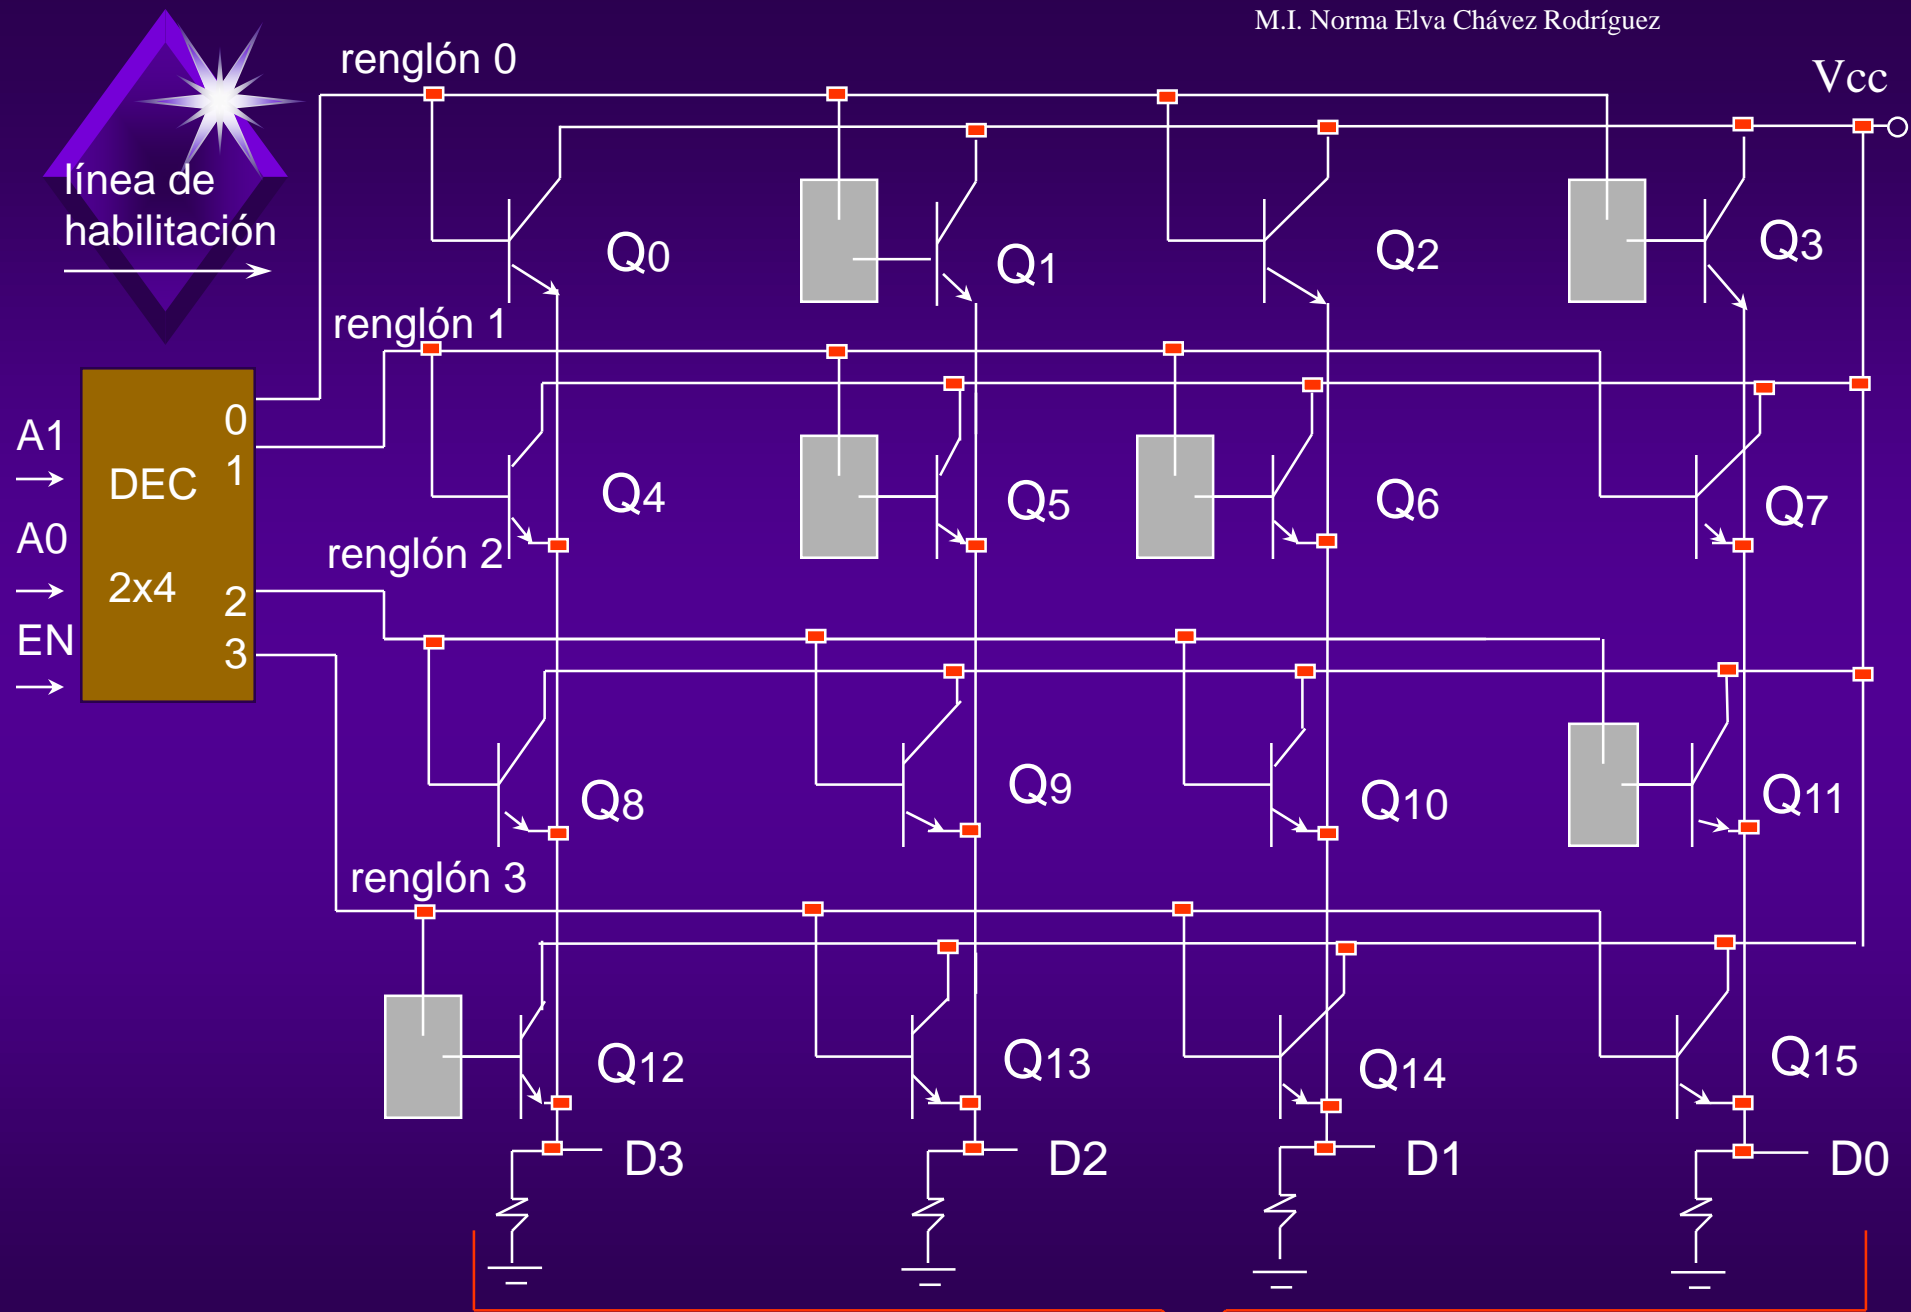 M.I. Norma Elva Chávez Rodríguez
renglón 0
Vcc
línea de
habilitación
Q0
Q1
Q2
Q3
renglón 1
A1
0
1
DEC
Q4
Q5
Q6
Q7
A0
renglón 2
2x4
2
EN
3
Q8
Q9
Q10
Q11
renglón 3
Q12
Q13
Q14
Q15
D3
D2
D1
D0